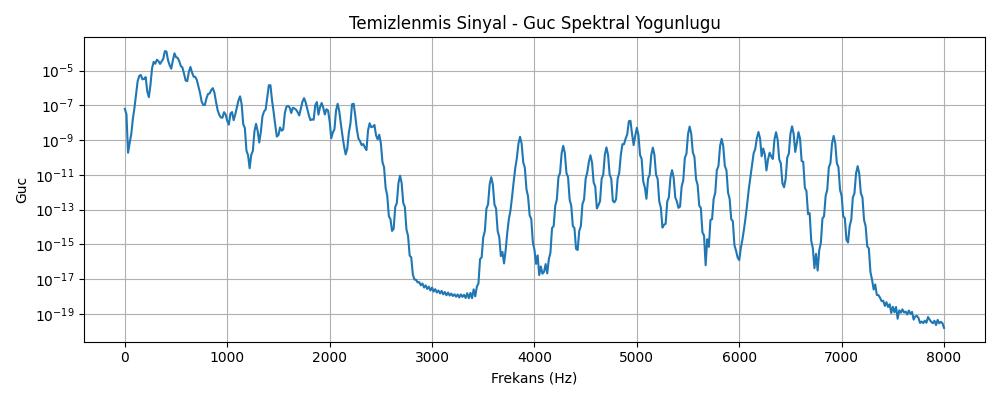 Temizlenmis Sinyal - Guc Spektral Yogunlugu
Guc
10⁻⁵
10⁻⁷
10⁻⁹
10⁻¹¹
10⁻¹³
10⁻¹⁵
10⁻¹⁷
10⁻¹⁹
0 1000 2000 3000 4000 5000 6000 7000 8000
Frekans (Hz)